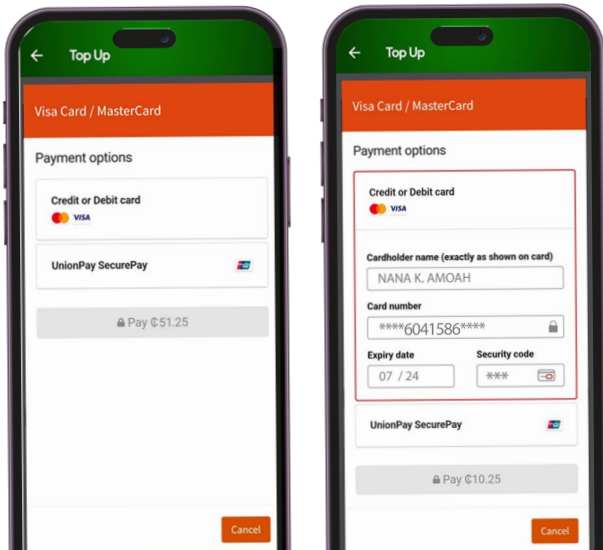 Top Up
Visa Card / MasterCard
Payment options
Credit or Debit card
VISA
UnionPay SecurePay
Pay ₵51.25
Cancel
Top Up
Visa Card / MasterCard
Payment options
Credit or Debit card
VISA
Cardholder name (exactly as shown on card)
NANA K. AMOAH
Card number
****6041586****
Expiry date Security code
07 / 24 ***
UnionPay SecurePay
Pay ₵10.25
Cancel